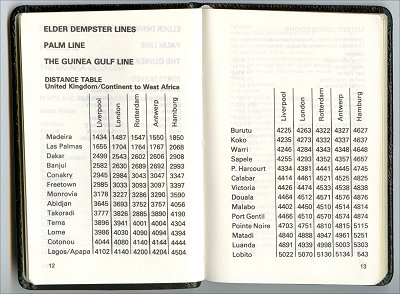 ELDER DEMPSTER LINES
PALM LINE
THE GUINEA GULF LINE
DISTANCE TABLE
United Kingdom/Continent to West Africa
Liverpool London Rotterdam Antwerp Hamburg
Madeira 1434 1487 1547 1550 1850
Las Palmas 1655 1704 1764 1767 2068
Dakar 2499 2543 2602 2606 2908
Banjul 2582 2630 2689 2692 2993
Conakry 2945 2984 3043 3047 3347
Freetown 2985 3033 3093 3097 3397
Monrovia 3178 3227 3286 3290 3590
Abidjan 3645 3693 3752 3757 4056
Takoradi 3777 3826 2885 3890 4190
Tema 3896 3941 4001 4004 4304
Lome 3986 4030 4090 4094 4394
Cotonou 4044 4080 4140 4144 4444
Lagos/Apapa 4102 4140 4200 4204 4504
12
Liverpool London Rotterdam Antwerp Hamburg
Burutu 4225 4263 4322 4327 4627
Koko 4235 4273 4332 4337 4637
Warri 4246 4284 4343 4348 4648
Sapele 4255 4293 4352 4357 4657
P. Harcourt 4334 4381 4441 4445 4745
Calabar 4414 4461 4521 4525 4825
Victoria 4426 4474 4533 4538 4838
Douala 4464 4512 4571 4576 4876
Malabo 4402 4450 4510 4514 4814
Port Gentil 4466 4510 4570 4574 4874
Pointe Noire 4703 4751 4810 4815 5115
Matadi 4840 4888 4947 4961 5251
Luanda 4891 4939 4998 5003 5303
Lobito 5022 5070 5130 5134 543
13